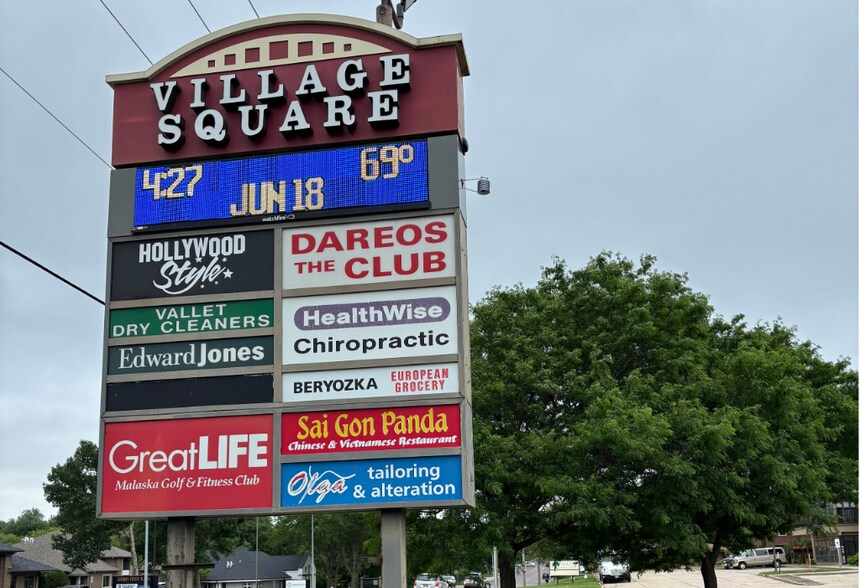 VILLAGE
SQUARE
4:27
JUN 18
69°
watchfire
HOLLYWOOD
Style
DAREOS
THE CLUB
VALLET
DRY CLEANERS
HealthWise
Chiropractic
Edward Jones
BERYOZKA
EUROPEAN
GROCERY
GreatLIFE
Malaska Golf & Fitness Club
Sai Gon Panda
Chinese & Vietnamese Restaurant
Olga
tailoring
& alteration